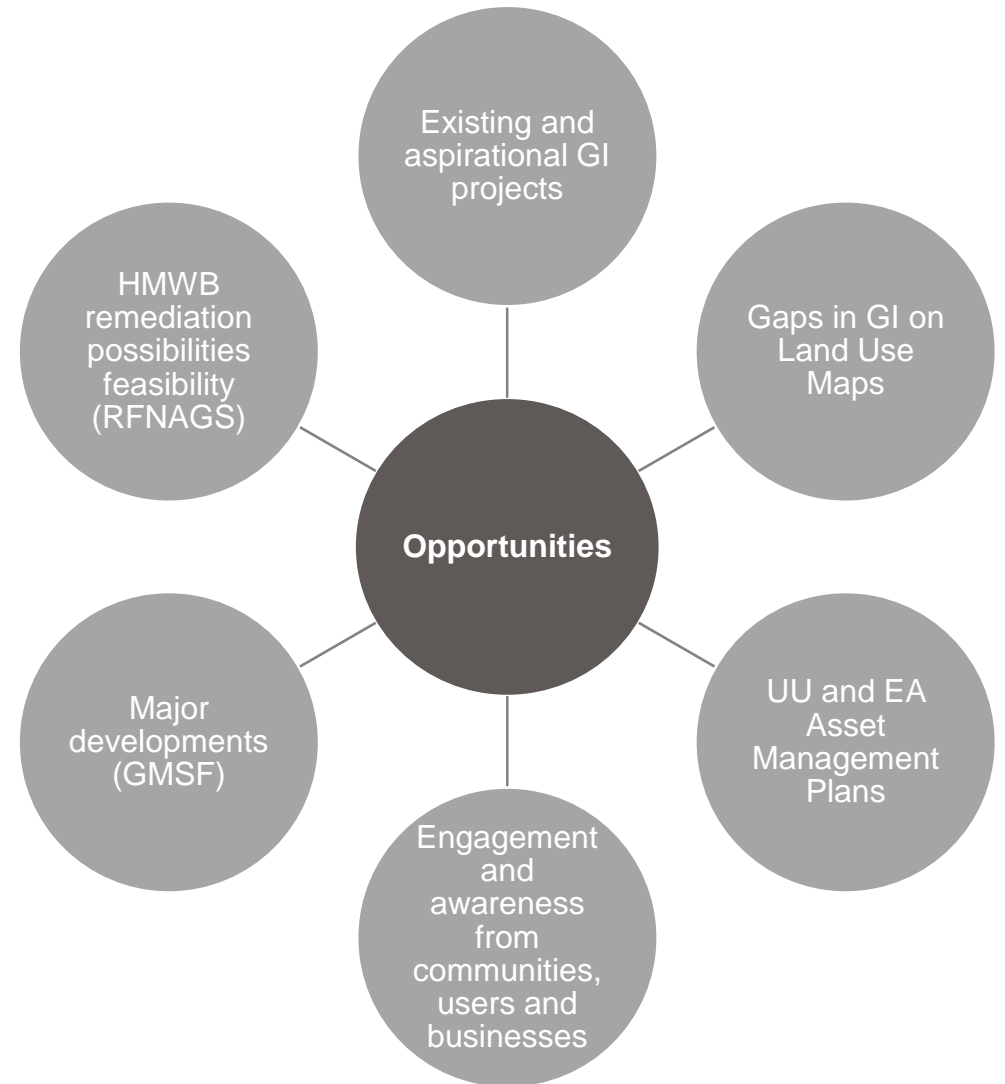 Existing and
aspirational GI
projects
HMWB
remediation
possibilities
feasibility
(RFNAGS)
Gaps in GI on
Land Use
Maps
Opportunities
Major
developments
(GMSF)
UU and EA
Asset
Management
Plans
Engagement
and
awareness
from
communities,
users and
businesses